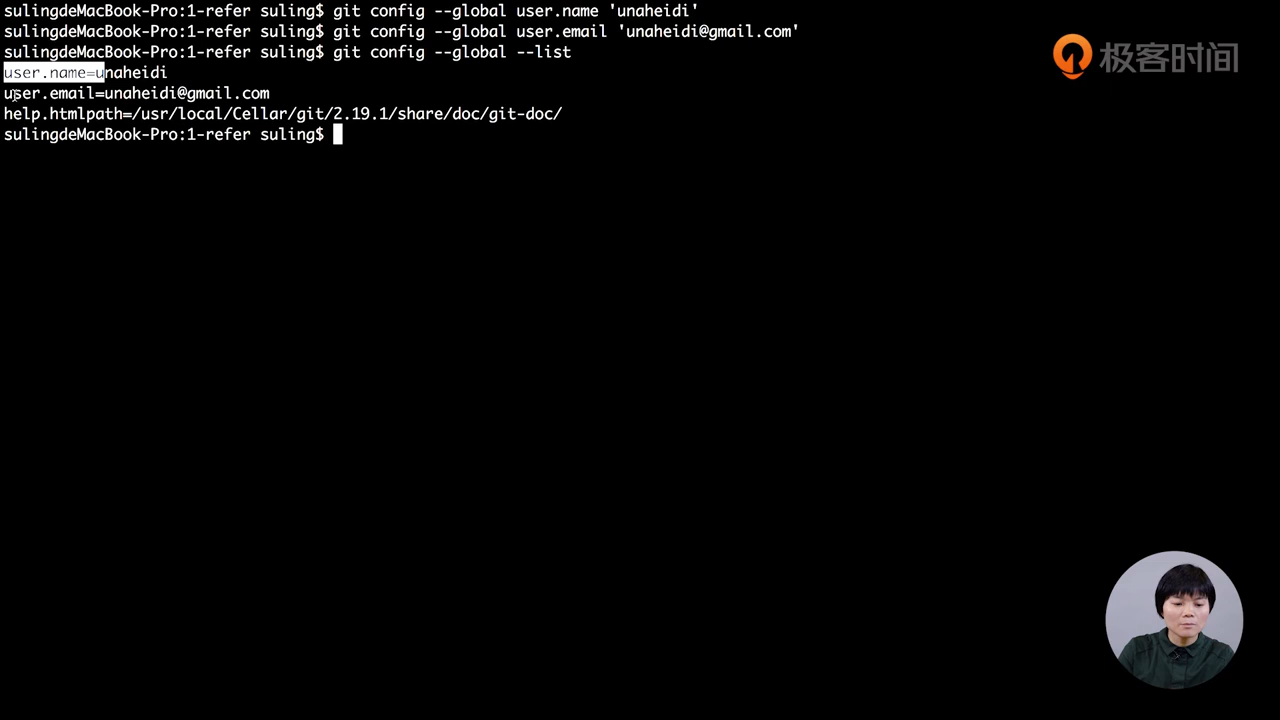 sulingdeMacBook-Pro:1-refer suling$ git config --global user.name 'unaheidi'
sulingdeMacBook-Pro:1-refer suling$ git config --global user.email 'unaheidi@gmail.com'
sulingdeMacBook-Pro:1-refer suling$ git config --global --list
user.name=unaheidi
user.email=unaheidi@gmail.com
help.htmlpath=/usr/local/Cellar/git/2.19.1/share/doc/git-doc/
sulingdeMacBook-Pro:1-refer suling$
极客时间